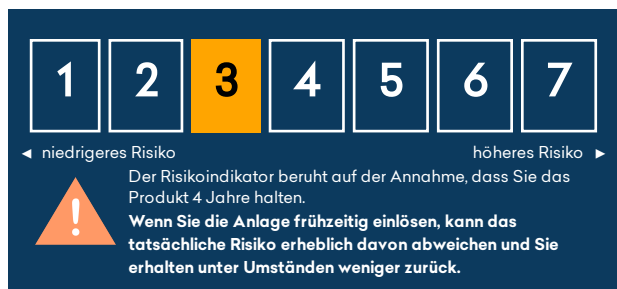 1 2 3 4 5 6 7
◄ niedrigeres Risiko höheres Risiko ►
Der Risikoindikator beruht auf der Annahme, dass Sie das
Produkt 4 Jahre halten.
Wenn Sie die Anlage frühzeitig einlösen, kann das
tatsächliche Risiko erheblich davon abweichen und Sie
erhalten unter Umständen weniger zurück.